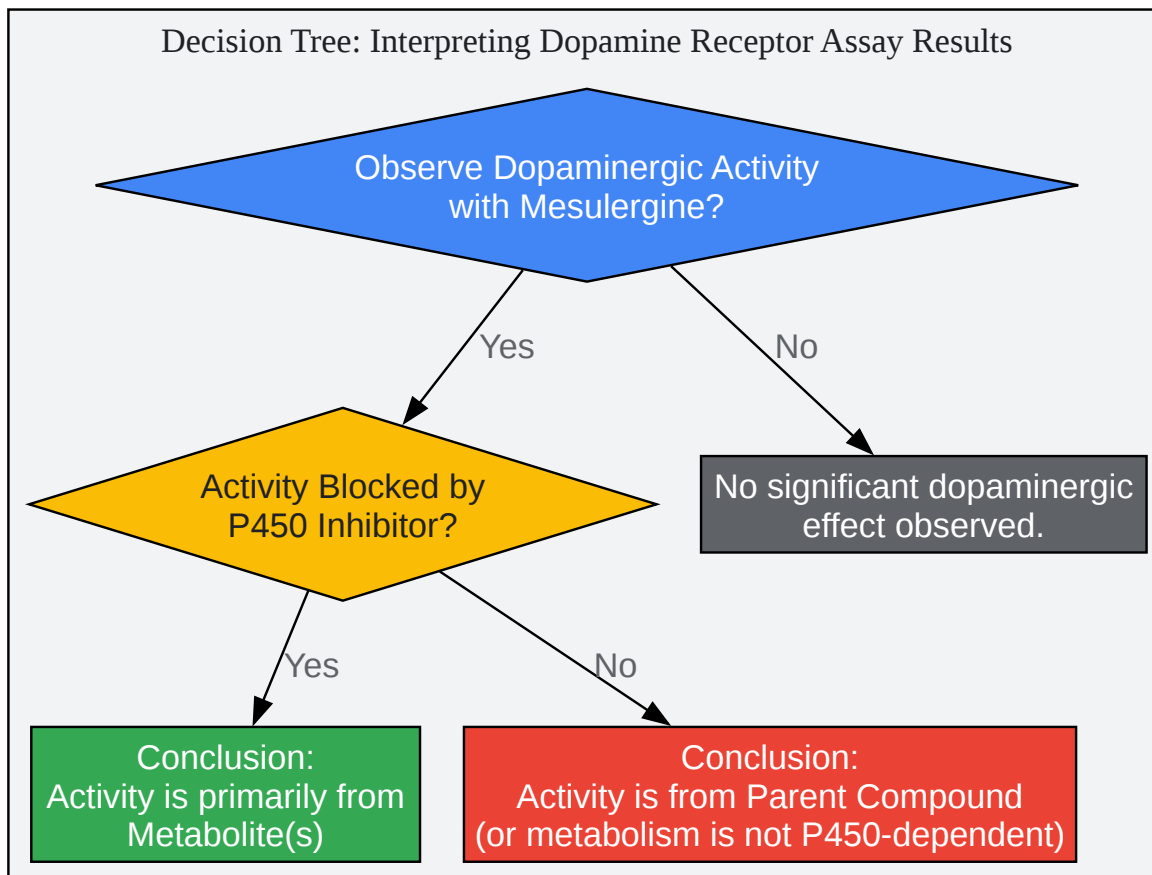 Decision Tree: Interpreting Dopamine Receptor Assay Results
Observe Dopaminergic Activity
with Mesulergine?
Yes
No
Activity Blocked by
P450 Inhibitor?
No significant dopaminergic
effect observed.
Yes
No
Conclusion:
Activity is primarily from
Metabolite(s)
Conclusion:
Activity is from Parent Compound
(or metabolism is not P450-dependent)